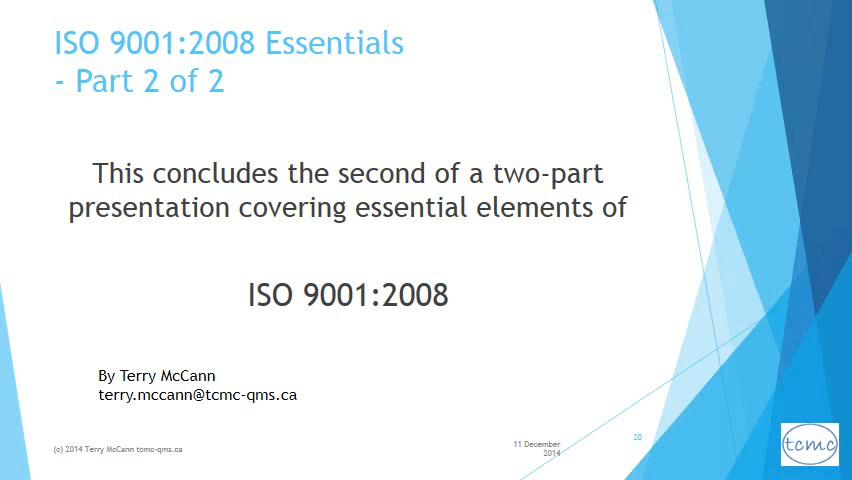 ISO 9001:2008 Essentials
- Part 2 of 2
This concludes the second of a two-part
presentation covering essential elements of
ISO 9001:2008
By Terry McCann
terry.mccann@tcmc-qms.ca
(c) 2014 Terry McCann tcmc-qms.ca
11 December
2014
20
tcmc